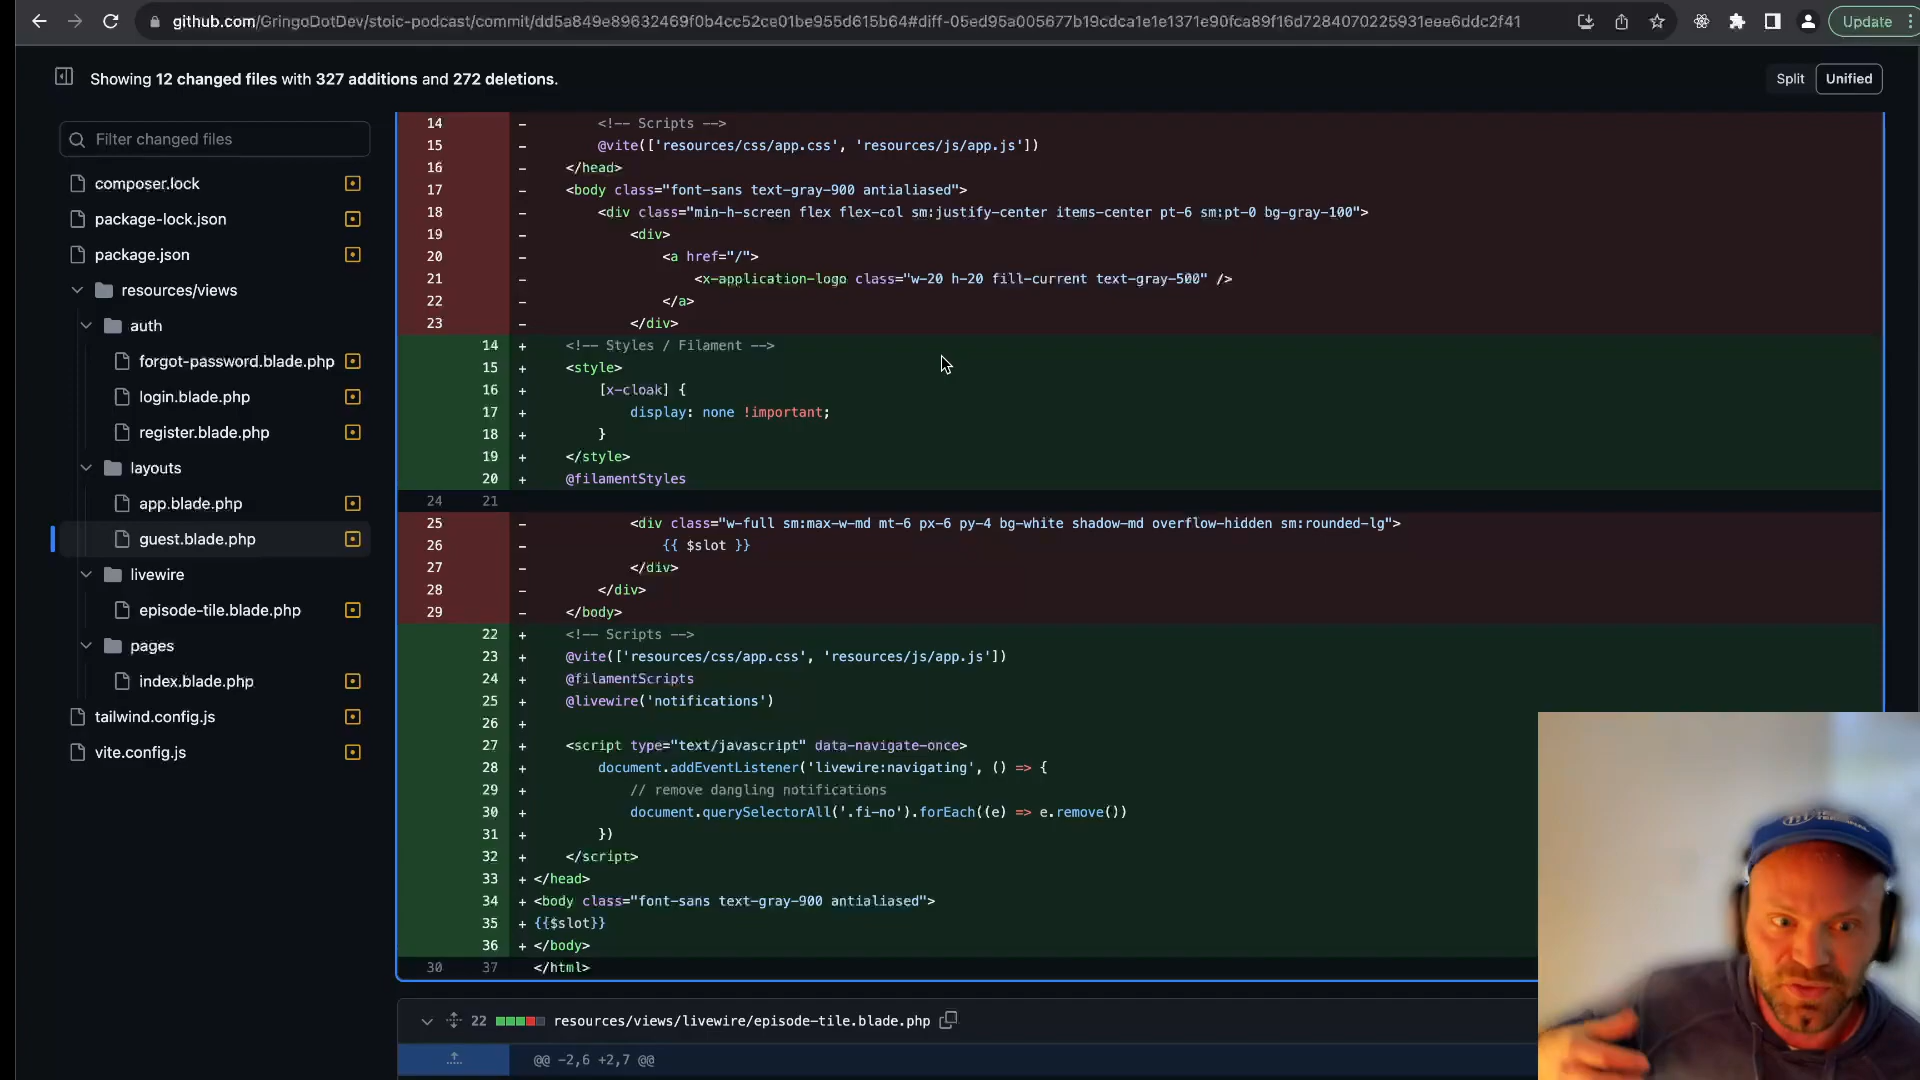 github.com/GringoDotDev/stoic-podcast/commit/dd5a849e89632469f0b4cc52ce01be955d615b64#diff-05ed95a005677b19cdca1e1e1371e90fca89f16d7284070225931eee6ddc2f41
Update
Showing 12 changed files with 327 additions and 272 deletions.
Split
Unified
Filter changed files
composer.lock
package-lock.json
package.json
resources/views
auth
forgot-password.blade.php
login.blade.php
register.blade.php
layouts
app.blade.php
guest.blade.php
livewire
episode-tile.blade.php
pages
index.blade.php
tailwind.config.js
vite.config.js
14 - <!-- Scripts -->
15 - @vite(['resources/css/app.css', 'resources/js/app.js'])
16 - </head>
17 - <body class="font-sans text-gray-900 antialiased">
18 - <div class="min-h-screen flex flex-col sm:justify-center items-center pt-6 sm:pt-0 bg-gray-100">
19 - <div>
20 - <a href="/">
21 - <x-application-logo class="w-20 h-20 fill-current text-gray-500" />
22 - </a>
23 - </div>
14 + <!-- Styles / Filament -->
15 + <style>
16 + [x-cloak] {
17 + display: none !important;
18 + }
19 + </style>
20 + @filamentStyles
24 21
25 - <div class="w-full sm:max-w-md mt-6 px-6 py-4 bg-white shadow-md overflow-hidden sm:rounded-lg">
26 - {{ $slot }}
27 - </div>
28 - </div>
29 - </body>
22 + <!-- Scripts -->
23 + @vite(['resources/css/app.css', 'resources/js/app.js'])
24 + @filamentScripts
25 + @livewire('notifications')
26 +
27 + <script type="text/javascript" data-navigate-once>
28 + document.addEventListener('livewire:navigating', () => {
29 + // remove dangling notifications
30 + document.querySelectorAll('.fi-no').forEach((e) => e.remove())
31 + })
32 + </script>
33 + </head>
34 + <body class="font-sans text-gray-900 antialiased">
35 + {{$slot}}
36 + </body>
30 37 </html>
22 resources/views/livewire/episode-tile.blade.php
@@ -2,6 +2,7 @@